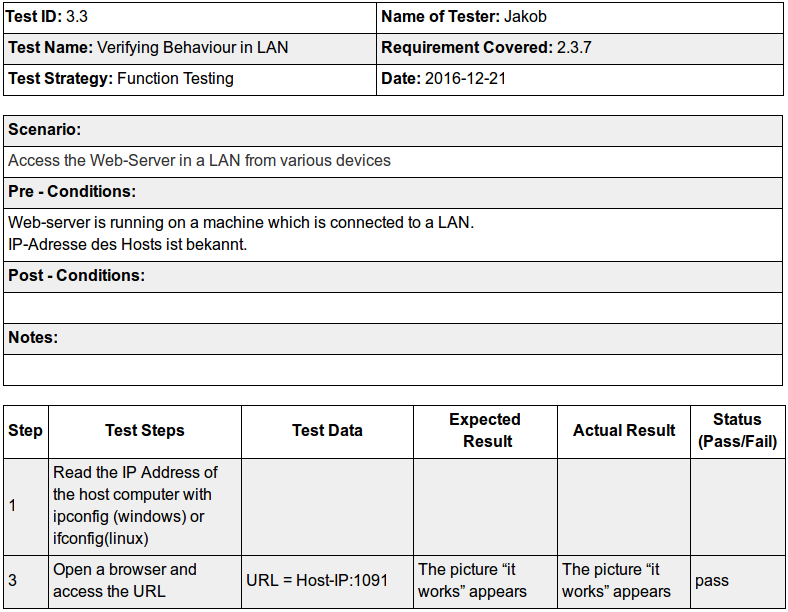 Test ID: 3.3
Name of Tester: Jakob
Test Name: Verifying Behaviour in LAN
Requirement Covered: 2.3.7
Test Strategy: Function Testing
Date: 2016-12-21
Scenario:
Access the Web-Server in a LAN from various devices
Pre - Conditions:
Web-server is running on a machine which is connected to a LAN.
IP-Adresse des Hosts ist bekannt.
Post - Conditions:
Notes:
Step
Test Steps
Test Data
Expected
Result
Actual Result
Status
(Pass/Fail)
1
Read the IP Address of
the host computer with
ipconfig (windows) or
ifconfig(linux)
3
Open a browser and
access the URL
URL = Host-IP:1091
The picture “it
works” appears
The picture “it
works” appears
pass